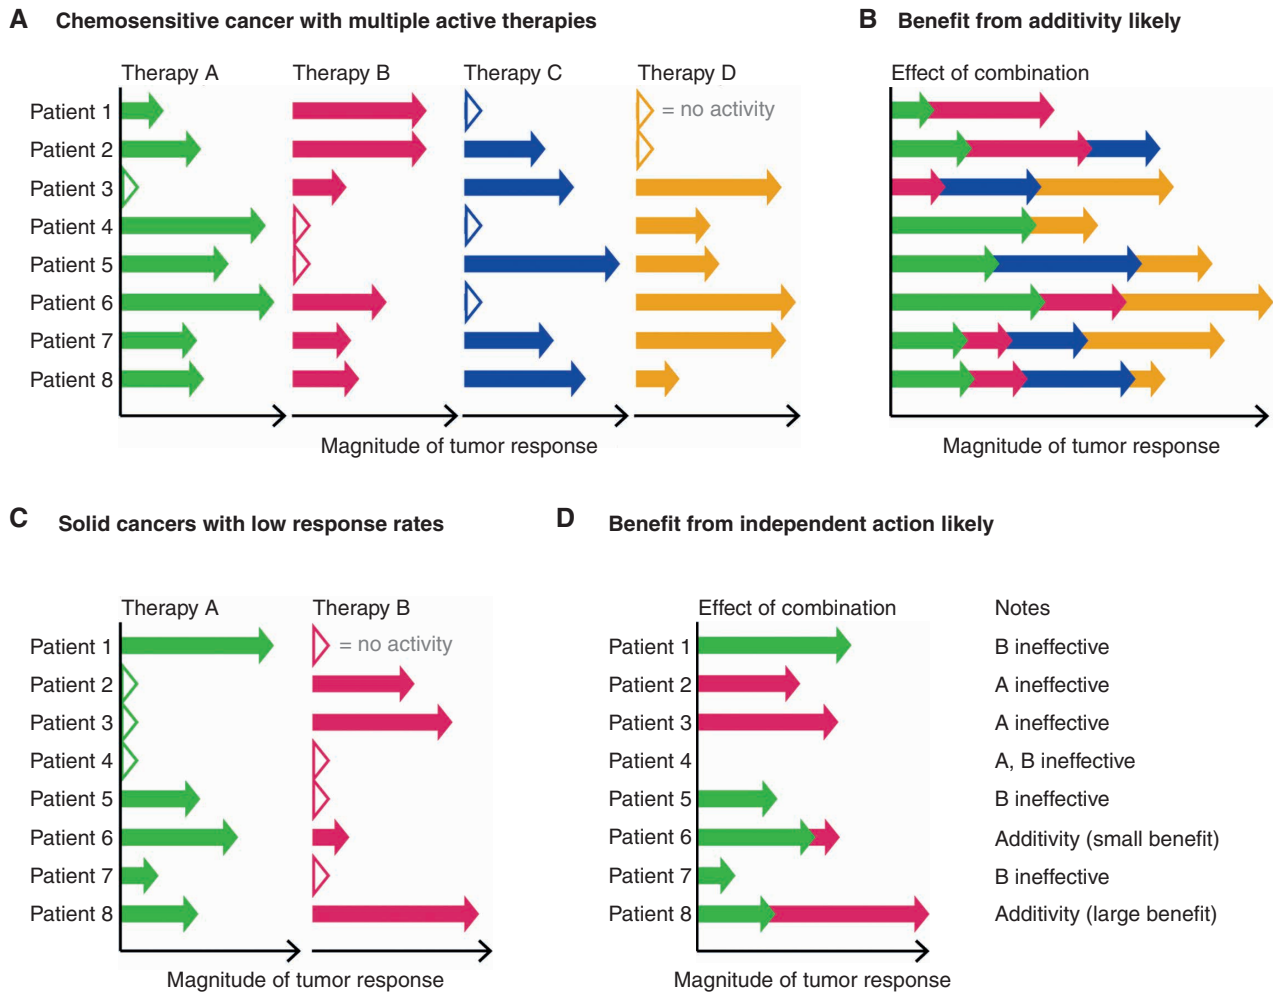 A Chemosensitive cancer with multiple active therapies
Therapy A Therapy B Therapy C Therapy D
Patient 1 = no activity
Patient 2
Patient 3
Patient 4
Patient 5
Patient 6
Patient 7
Patient 8
Magnitude of tumor response
B Benefit from additivity likely
Effect of combination
Magnitude of tumor response
C Solid cancers with low response rates
Therapy A Therapy B
Patient 1 = no activity
Patient 2
Patient 3
Patient 4
Patient 5
Patient 6
Patient 7
Patient 8
Magnitude of tumor response
D Benefit from independent action likely
Effect of combination Notes
Patient 1 B ineffective
Patient 2 A ineffective
Patient 3 A ineffective
Patient 4 A, B ineffective
Patient 5 B ineffective
Patient 6 Additivity (small benefit)
Patient 7 B ineffective
Patient 8 Additivity (large benefit)
Magnitude of tumor response